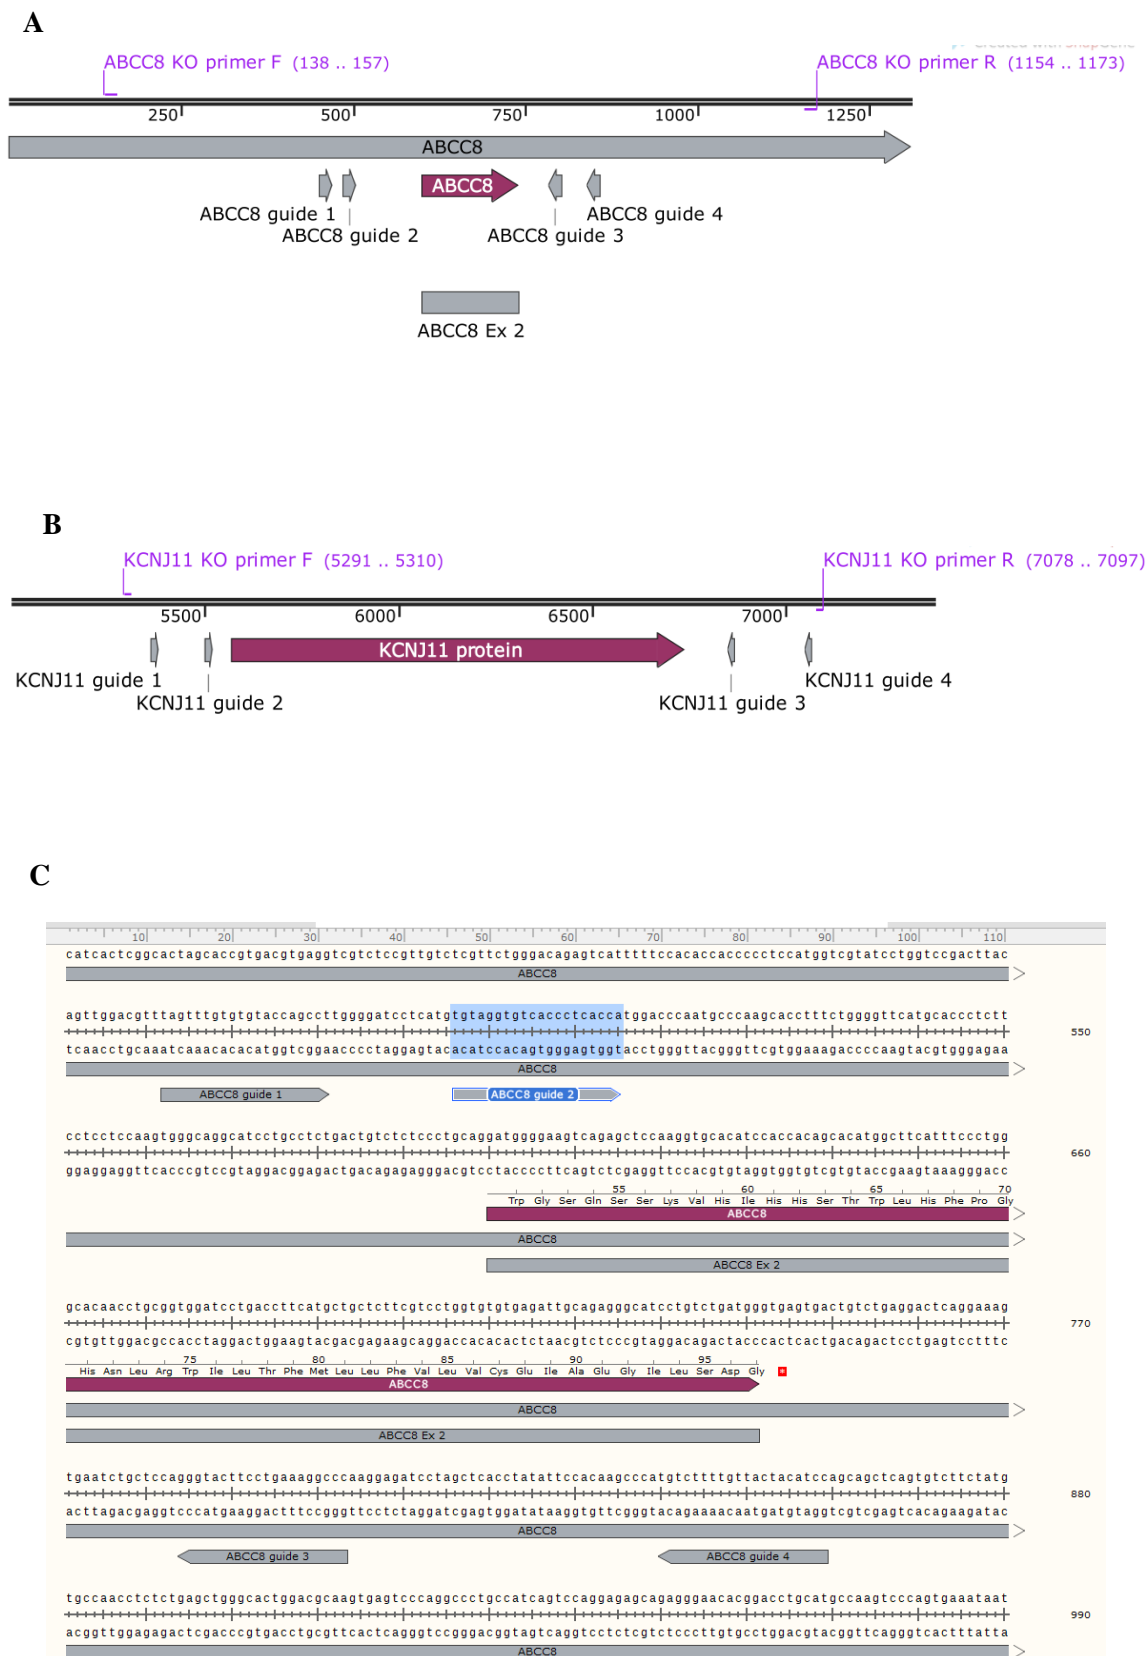 A
Created with SnapGene
ABCC8 KO primer F (138 .. 157)
ABCC8 KO primer R (1154 .. 1173)
250 500 750 1000 1250
ABCC8
ABCC8
ABCC8 guide 1
ABCC8 guide 4
ABCC8 guide 2
ABCC8 guide 3
ABCC8 Ex 2
B
KCNJ11 KO primer F (5291 .. 5310)
KCNJ11 KO primer R (7078 .. 7097)
5500 6000 6500 7000
KCNJ11 protein
KCNJ11 guide 1
KCNJ11 guide 4
KCNJ11 guide 2
KCNJ11 guide 3
C
10 20 30 40 50 60 70 80 90 100 110
catcactcggcactagcaccgtgacgtgaggtcgtctccgttgtctcgttctgggacagagtcatttttccacaccacccccctccatggtcgtatcctggtccgacttac
ABCC8
agttggacgtttagtttgtgtgtaccagccttggggatcctcatgtgtaggtgtcaccctcaccatggacccaatgcccaagcacctttctggggttcatgcaccctctt
550
tcaacctgcaaatcaaacacacatggtcggaacccctaggagtacacatccacagtgggagtggtacctgggttacgggttcgtggaaagaccccaagtacgtgggagaa
ABCC8
ABCC8 guide 1
ABCC8 guide 2
cctcctccaagtgggcaggcatcctgcctctgactgtctctccctgcaggatggggaagtcagagctccaaggtgcacatccaccacagcacatggcttcatttccctgg
660
ggaggaggttcacccgtccgtaggacggagactgacagagagggacgtcctaccccttcagtctcgaggttccacgtgtaggtggtgtcgtgtaccgaagtaaagggacc
55 60 65 70
Trp Gly Ser Gln Ser Ser Lys Val His Ile His His Ser Thr Trp Leu His Phe Pro Gly
ABCC8
ABCC8
ABCC8 Ex 2
gcacaacctgcggtggatcctgaccttcatgctgctcttcgtcctggtgtgtgagattgcagagggcatcctgtctgatgggtgagtgactgtctgaggactcaggaaag
770
cgtgttggacgccacctaggactggaagtacgacgagaagcaggaccacacactctaacgtctcccgtaggacagactacccactcactgacagactcctgagtcctttc
75 80 85 90 95
His Asn Leu Arg Trp Ile Leu Thr Phe Met Leu Leu Phe Val Leu Val Cys Glu Ile Ala Glu Gly Ile Leu Ser Asp Gly *
ABCC8
ABCC8
ABCC8 Ex 2
tgaatctgctccagggtacttcctgaaaggcccaaggagatcctagctcacctatattccacaagcccatgtcttttgttactacatccagcagctcagtgtcttctatg
880
acttagacgaggtcccatgaaggactttccgggttcctctaggatcgagtggatataaggtgttcgggtacagaaaacaatgatgtaggtcgtcgagtcacagaagatac
ABCC8
ABCC8 guide 3
ABCC8 guide 4
tgccaacctctctgagctgggcactggacgcaagtgagtcccaggccctgccatcagtccaggagagcagagggaacacggacctgcatgccaagtcccagtgaaataat
990
acggttggagagactcgacccgtgacctgcgttcactcagggtccgggacggtagtcaggtcctctcgtctcccttgtgcctggacgtacggttcagggtcactttatta
ABCC8